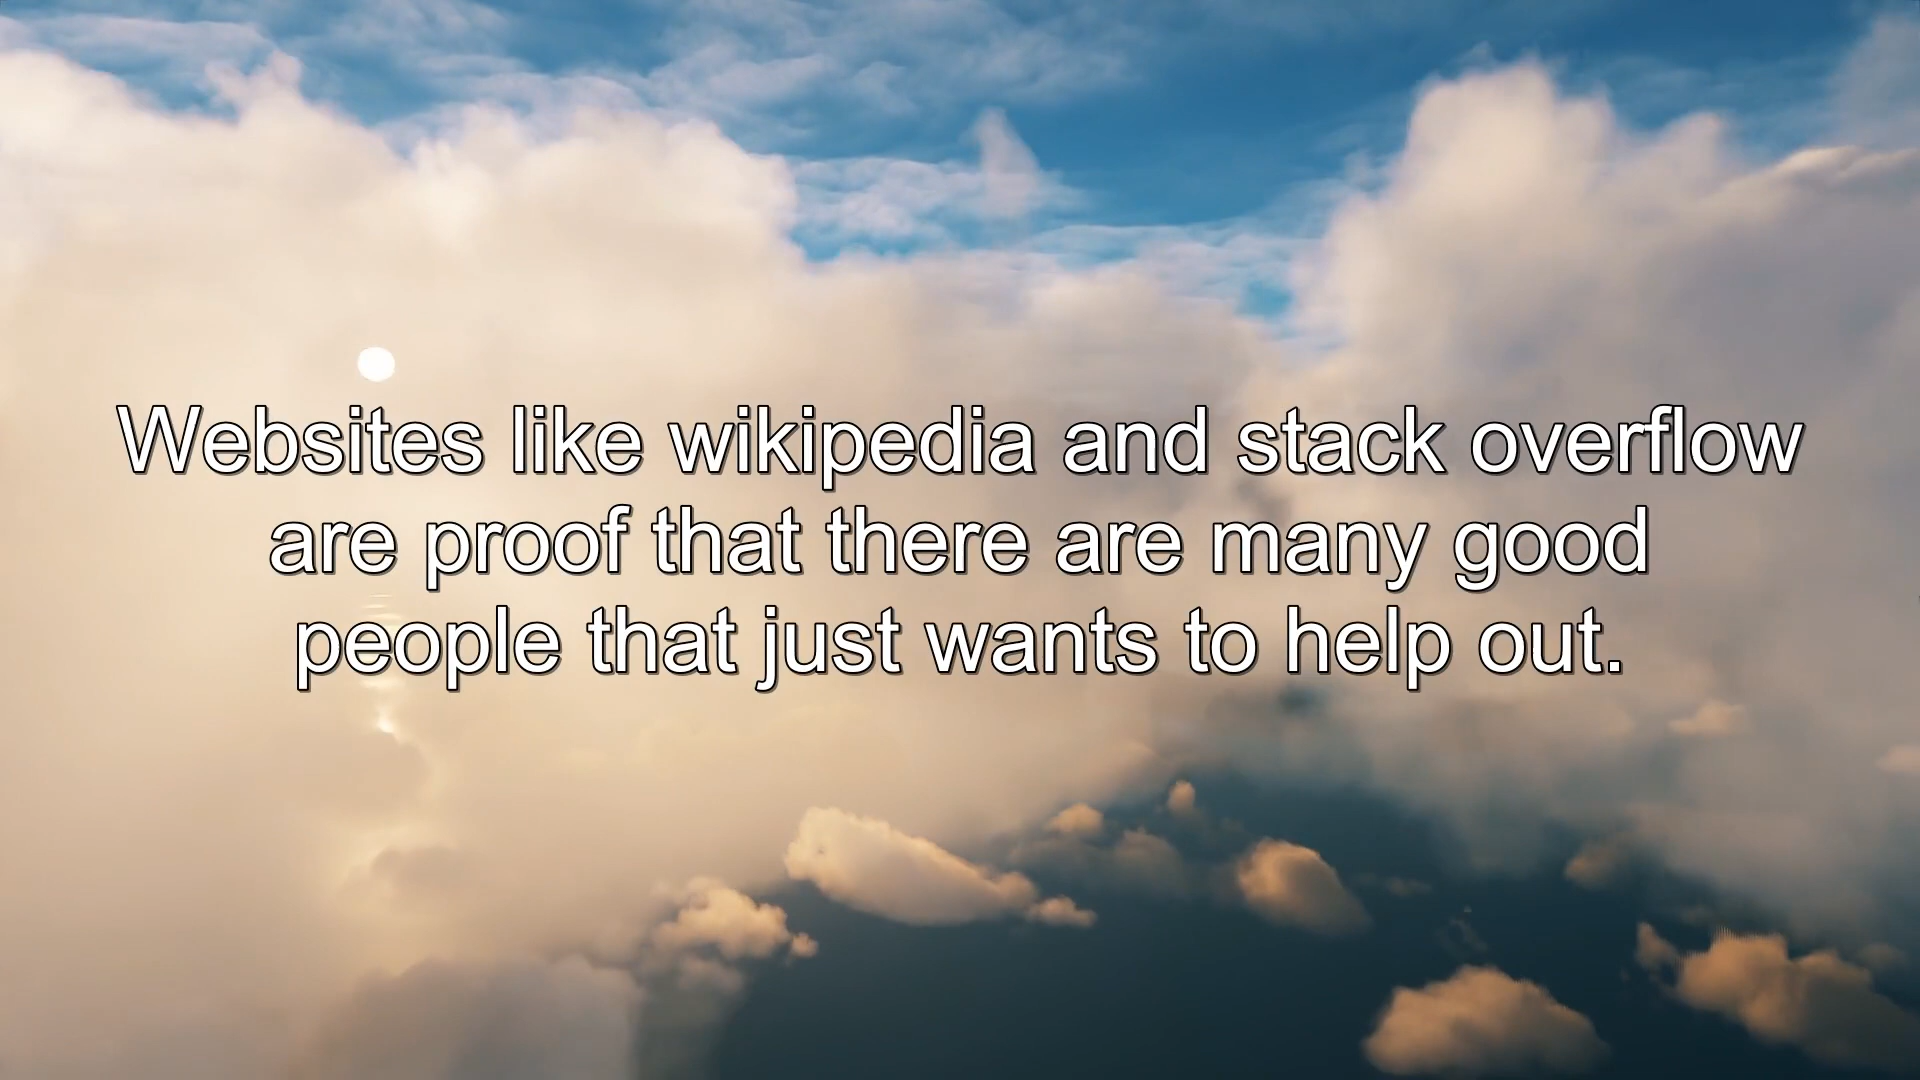 Websites like wikipedia and stack overflow
are proof that there are many good
people that just wants to help out.